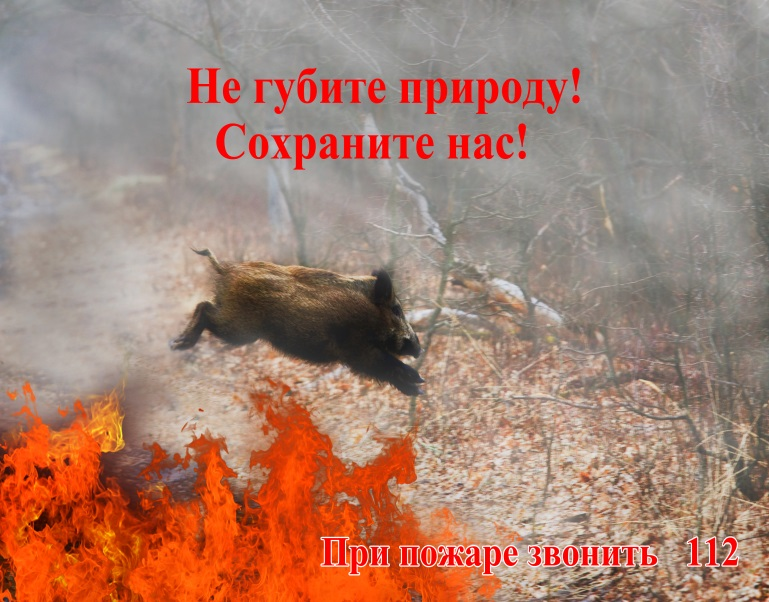 Не губите природу!
Сохраните нас!
При пожаре звонить 112